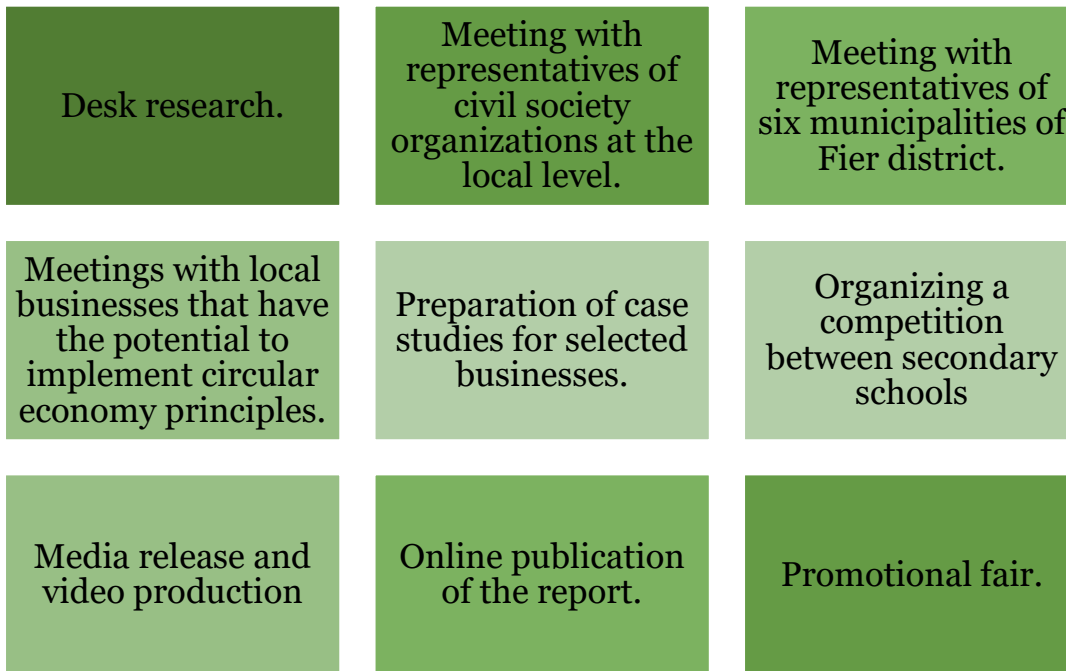 Desk research.
Meeting with
representatives of
civil society
organizations at the
local level.
Meeting with
representatives of
six municipalities of
Fier district.
Meetings with local
businesses that have
the potential to
implement circular
economy principles.
Preparation of case
studies for selected
businesses.
Organizing a
competition
between secondary
schools
Media release and
video production
Online publication
of the report.
Promotional fair.